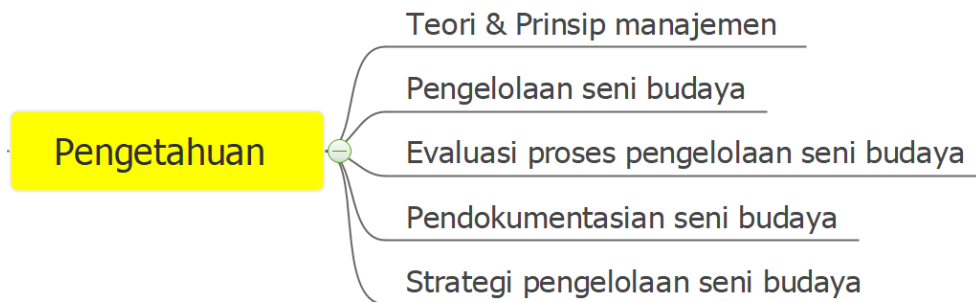 Teori & Prinsip manajemen
Pengelolaan seni budaya
Pengetahuan
Evaluasi proses pengelolaan seni budaya
Pendokumentasian seni budaya
Strategi pengelolaan seni budaya